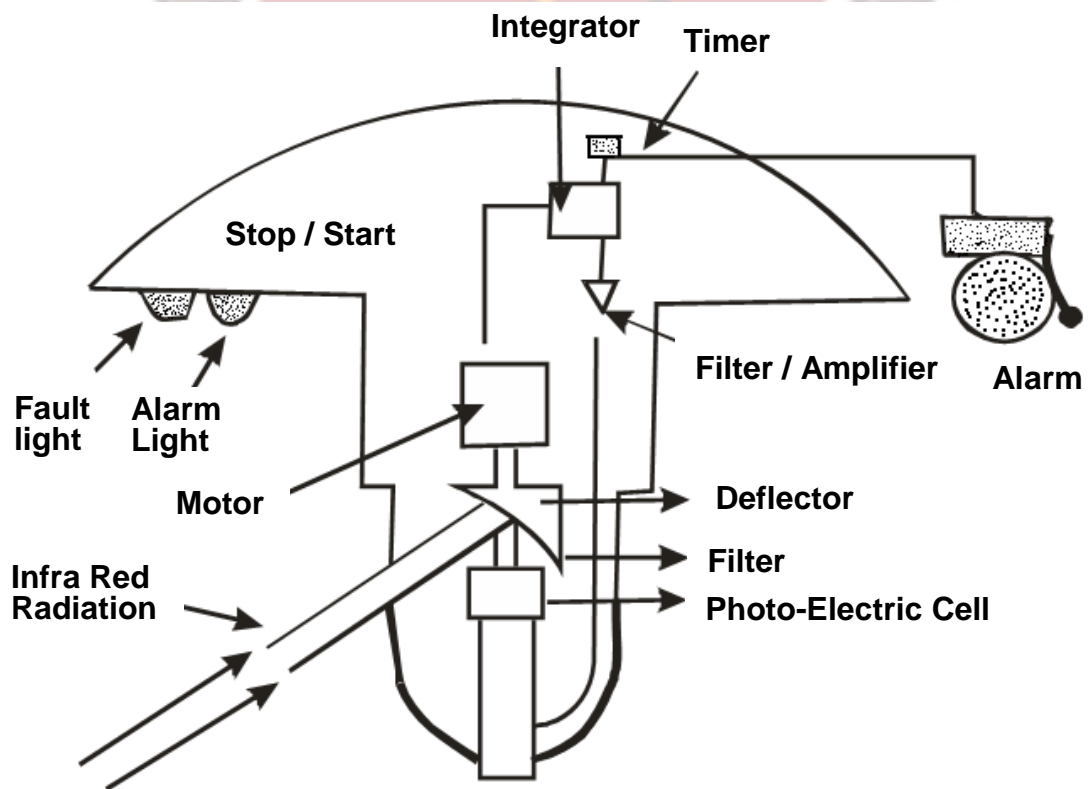 Integrator
Timer
Stop / Start
Filter / Amplifier
Alarm
Fault
light
Alarm
Light
Motor
Deflector
Infra Red
Radiation
Filter
Photo-Electric Cell